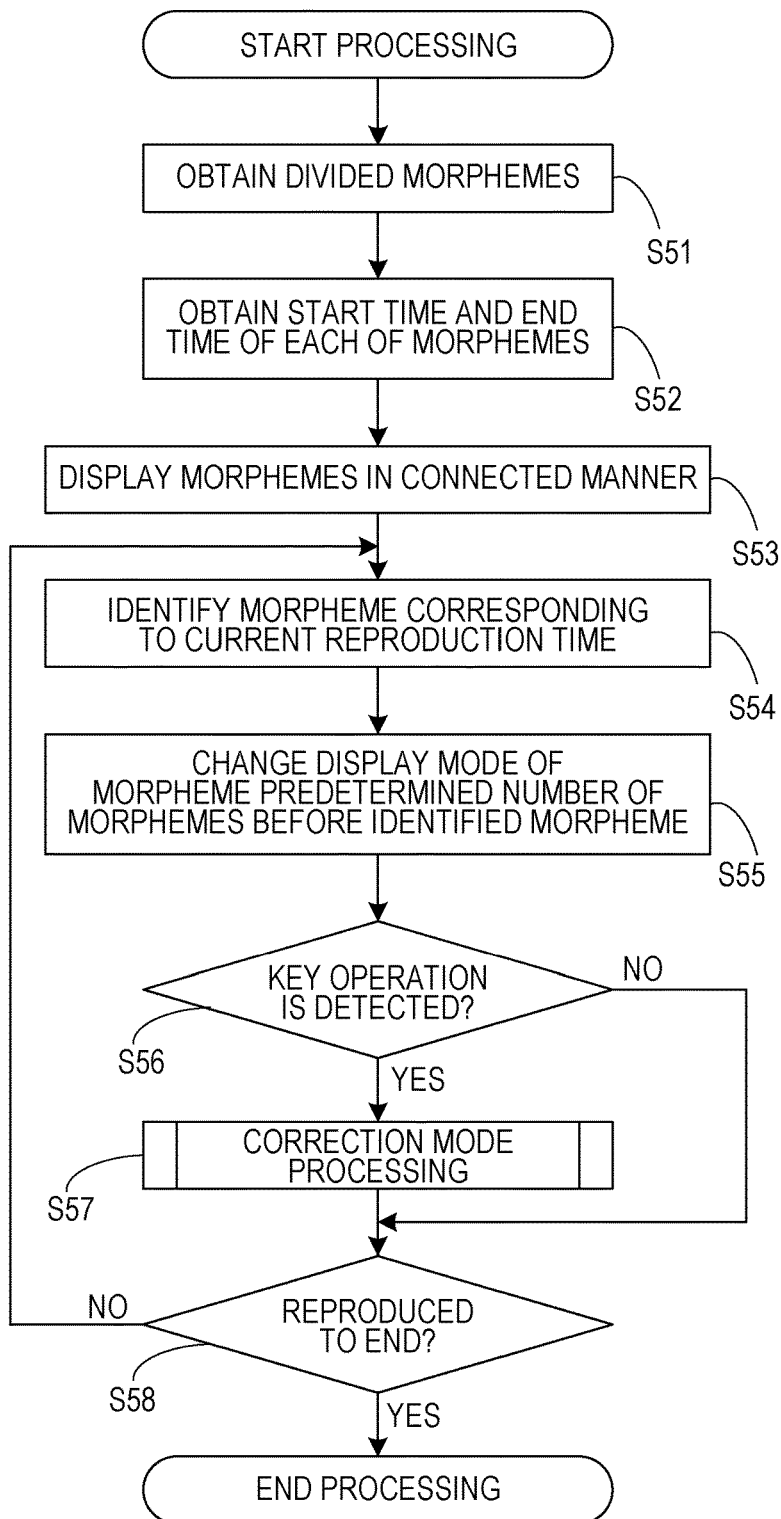 START PROCESSING
OBTAIN DIVIDED MORPHEMES
S51
OBTAIN START TIME AND END
TIME OF EACH OF MORPHEMES
S52
DISPLAY MORPHEMES IN CONNECTED MANNER
S53
IDENTIFY MORPHEME CORRESPONDING
TO CURRENT REPRODUCTION TIME
S54
CHANGE DISPLAY MODE OF
MORPHEME PREDETERMINED NUMBER OF
MORPHEMES BEFORE IDENTIFIED MORPHEME
S55
KEY OPERATION
IS DETECTED?
NO
S56
YES
CORRECTION MODE
PROCESSING
S57
NO
REPRODUCED
TO END?
S58
YES
END PROCESSING